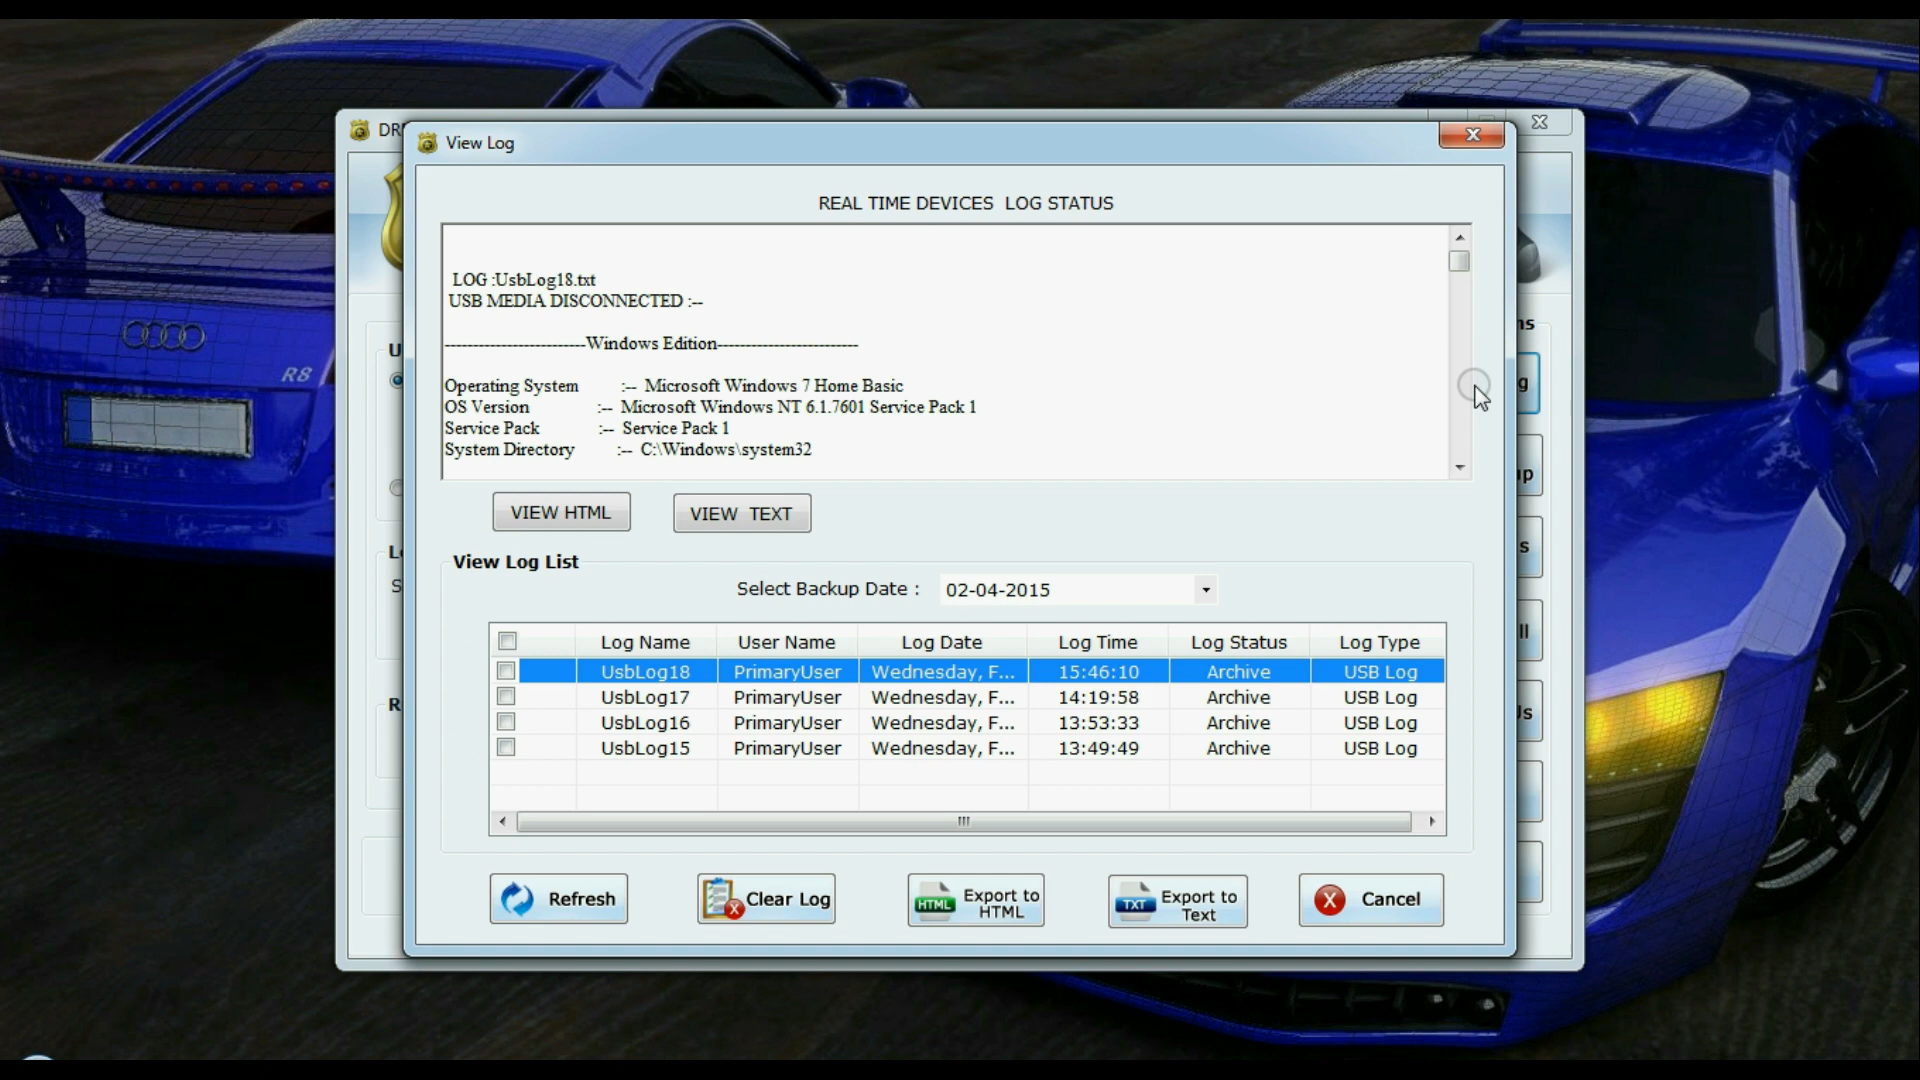 DR
View Log
REAL TIME DEVICES LOG STATUS
LOG :UsbLog18.txt
USB MEDIA DISCONNECTED :--
-------------------------Windows Edition-------------------------
Operating System :-- Microsoft Windows 7 Home Basic
OS Version :-- Microsoft Windows NT 6.1.7601 Service Pack 1
Service Pack :-- Service Pack 1
System Directory :-- C:\Windows\system32
VIEW HTML VIEW TEXT
View Log List
Select Backup Date : 02-04-2015
Log Name User Name Log Date Log Time Log Status Log Type
UsbLog18 PrimaryUser Wednesday, F... 15:46:10 Archive USB Log
UsbLog17 PrimaryUser Wednesday, F... 14:19:58 Archive USB Log
UsbLog16 PrimaryUser Wednesday, F... 13:53:33 Archive USB Log
UsbLog15 PrimaryUser Wednesday, F... 13:49:49 Archive USB Log
Refresh
Clear Log
HTML Export to
HTML
TXT Export to
Text
Cancel
R8